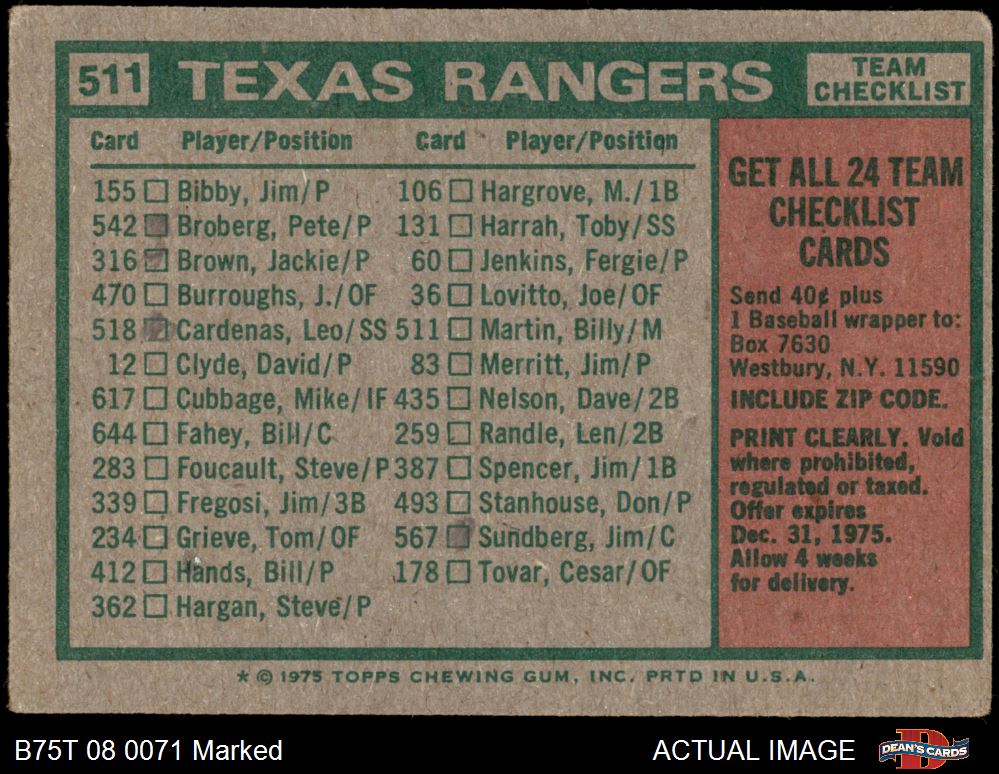 511 TEXAS RANGERS TEAM CHECKLIST
Card Player/Position Card Player/Position
155 Bibby, Jim/P 106 Hargrove, M./1B
542 Broberg, Pete/P 131 Harrah, Toby/SS
316 Brown, Jackie/P 60 Jenkins, Fergie/P
470 Burroughs, J./OF 36 Lovitto, Joe/OF
518 Cardenas, Leo/SS 511 Martin, Billy/M
12 Clyde, David/P 83 Merritt, Jim/P
617 Cubbage, Mike/IF 435 Nelson, Dave/2B
644 Fahey, Bill/C 259 Randle, Len/2B
283 Foucault, Steve/P 387 Spencer, Jim/1B
339 Fregosi, Jim/3B 493 Stanhouse, Don/P
234 Grieve, Tom/OF 567 Sundberg, Jim/C
412 Hands, Bill/P 178 Tovar, Cesar/OF
362 Hargan, Steve/P
GET ALL 24 TEAM
CHECKLIST
CARDS
Send 40¢ plus
1 Baseball wrapper to:
Box 7630
Westbury, N.Y. 11590
INCLUDE ZIP CODE.
PRINT CLEARLY. Void
where prohibited,
regulated or taxed.
Offer expires
Dec. 31, 1975.
Allow 4 weeks
for delivery.
* © 1975 TOPPS CHEWING GUM, INC. PRTD IN U.S.A.
B75T 08 0071 Marked
ACTUAL IMAGE
B
DEAN'S CARDS